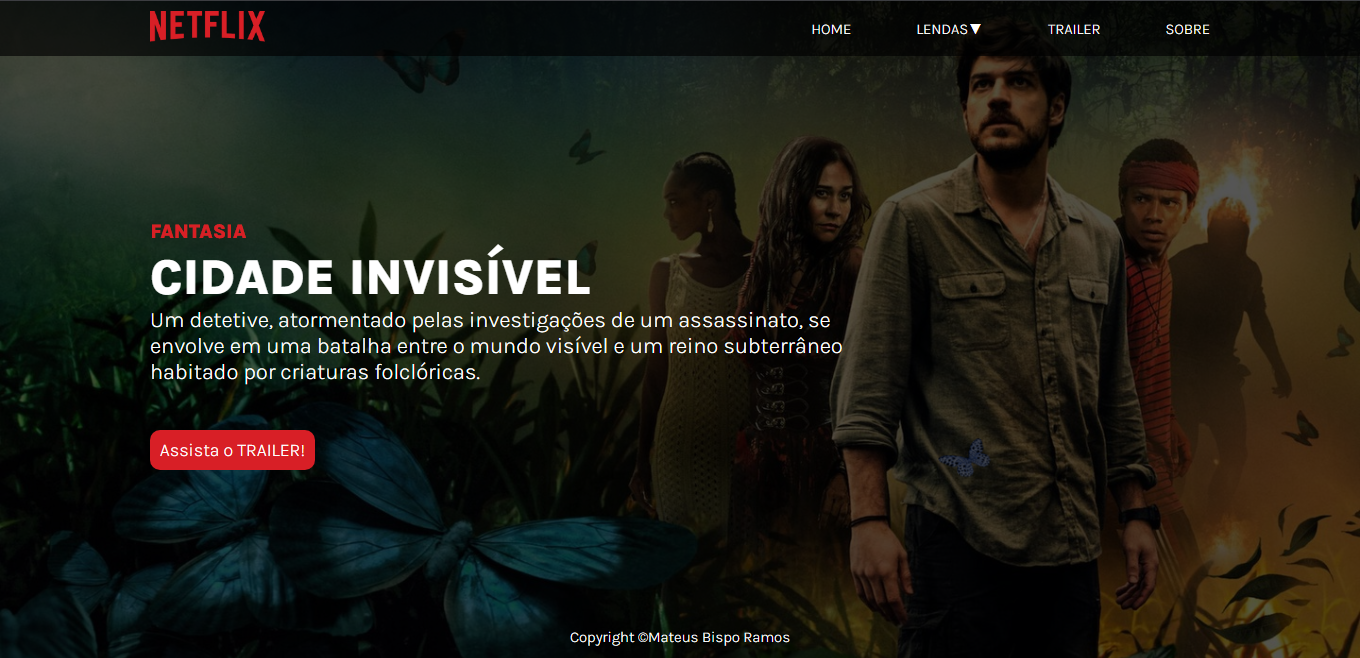 NETFLIX
HOME
LENDAS▼
TRAILER
SOBRE
FANTASIA
CIDADE INVISÍVEL
Um detetive, atormentado pelas investigações de um assassinato, se
envolve em uma batalha entre o mundo visível e um reino subterrâneo
habitado por criaturas folclóricas.
Assista o TRAILER!
Copyright ©Mateus Bispo Ramos